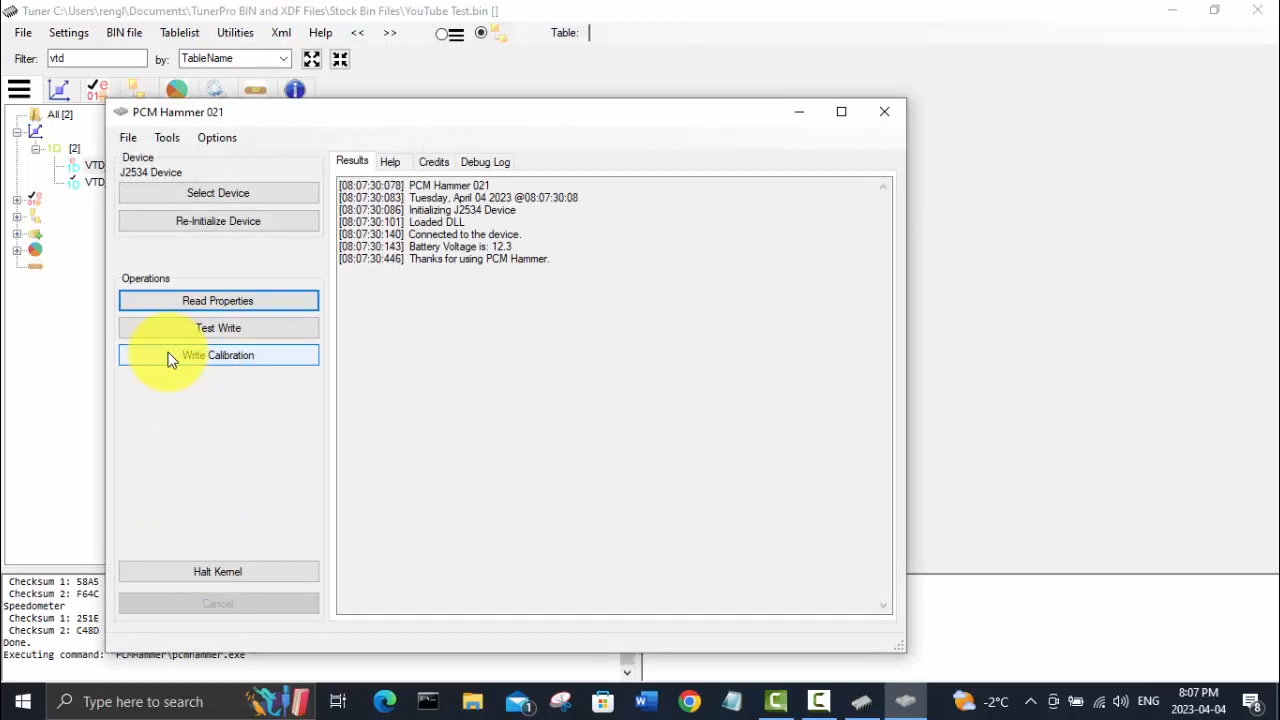 Tuner C:\Users\rengl\Documents\TunerPro BIN and XDF Files\Stock Bin Files\YouTube Test.bin []
File Settings BIN file Tablelist Utilities Xml Help << >> Table:
Filter: vtd by: TableName
All [2]
1D [2]
VTD
VTD
PCM Hammer 021
File Tools Options
Device
J2534 Device
Select Device
Re-Initialize Device
Operations
Read Properties
Test Write
Write Calibration
Halt Kernel
Cancel
Results Help Credits Debug Log
[08:07:30:078] PCM Hammer 021
[08:07:30:083] Tuesday, April 04 2023 @08:07:30:08
[08:07:30:086] Initializing J2534 Device
[08:07:30:101] Loaded DLL
[08:07:30:140] Connected to the device.
[08:07:30:143] Battery Voltage is: 12.3
[08:07:30:446] Thanks for using PCM Hammer.
Checksum 1: 58A5
Checksum 2: F64C
Speedometer
Checksum 1: 251E
Checksum 2: C48D
Done.
Executing command: "PCMHammer\pcmhammer.exe"
Type here to search
1
W
-2°C
ENG
8:07 PM
2023-04-04
8